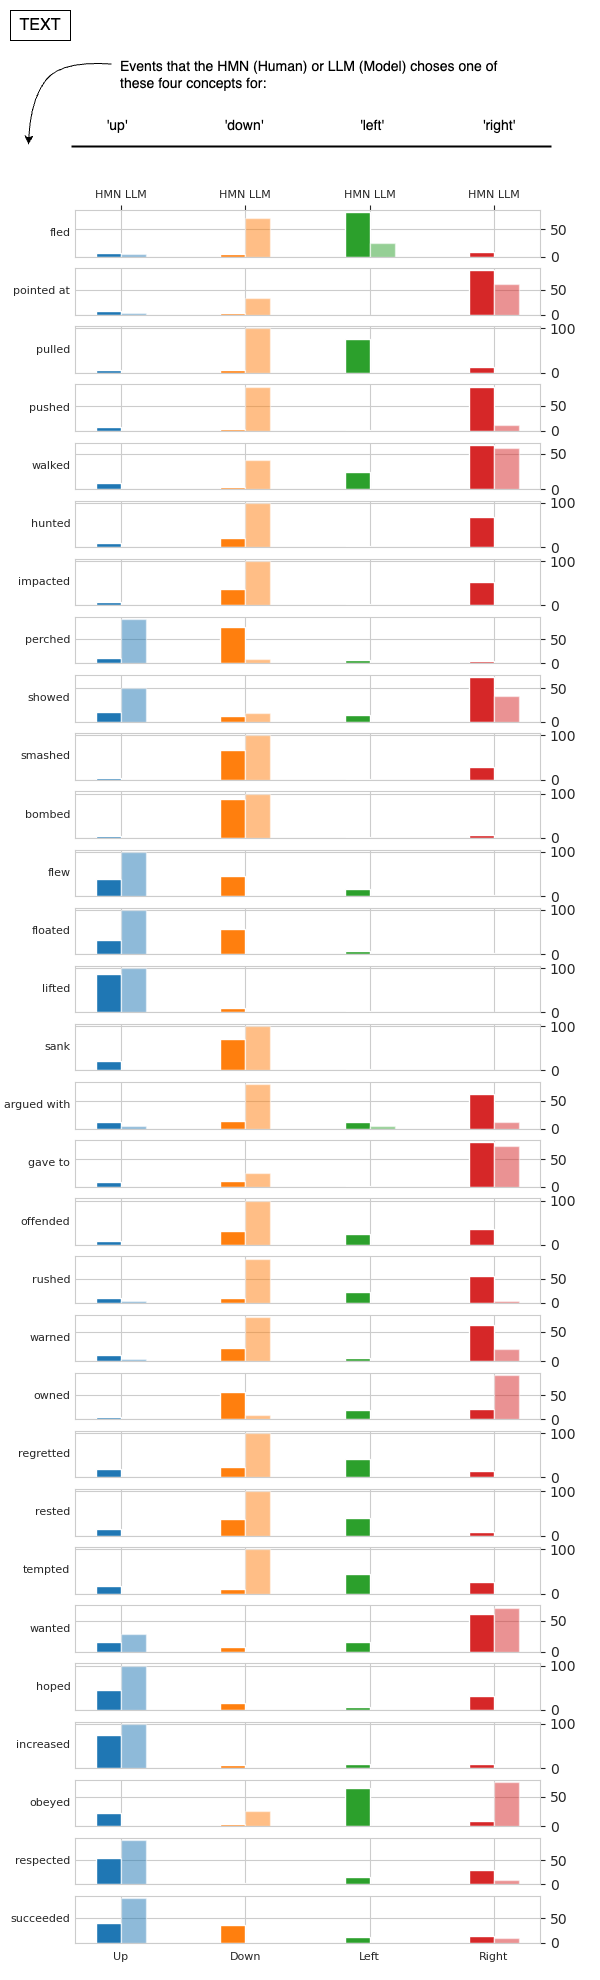 TEXT
Events that the HMN (Human) or LLM (Model) choses one of
these four concepts for:
'up' 'down' 'left' 'right'
HMN LLM HMN LLM HMN LLM HMN LLM
fled 50 0
pointed at 50 0
pulled 100 0
pushed 50 0
walked 50 0
hunted 100 0
impacted 100 0
perched 50 0
showed 50 0
smashed 100 0
bombed 100 0
flew 100 0
floated 100 0
lifted 100 0
sank 100 0
argued with 50 0
gave to 50 0
offended 100 0
rushed 50 0
warned 50 0
owned 50 0
regretted 100 0
rested 100 0
tempted 100 0
wanted 50 0
hoped 100 0
increased 100 0
obeyed 50 0
respected 50 0
succeeded 50 0
Up Down Left Right